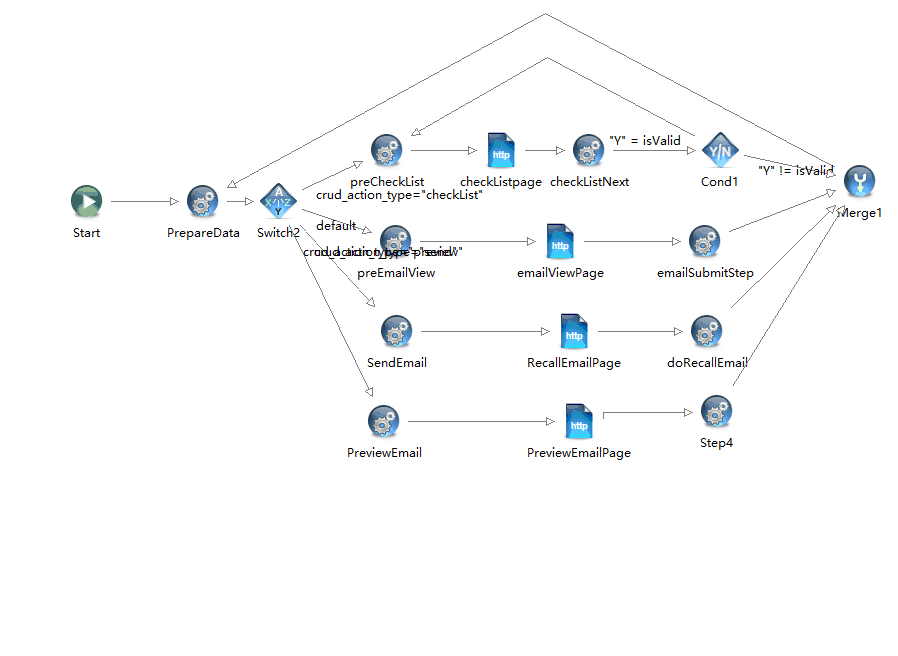 "Y" = isValid
http
Y/N
"Y" != isValid
preCheckList
checkListpage
checkListNext
Cond1
crud_action_type="checkList"
A
X Z
Y
Start
PrepareData
Switch2
Merge1
default
http
preEmailView
emailViewPage
emailSubmitStep
http
SendEmail
RecallEmailPage
doRecallEmail
http
PreviewEmail
PreviewEmailPage
Step4